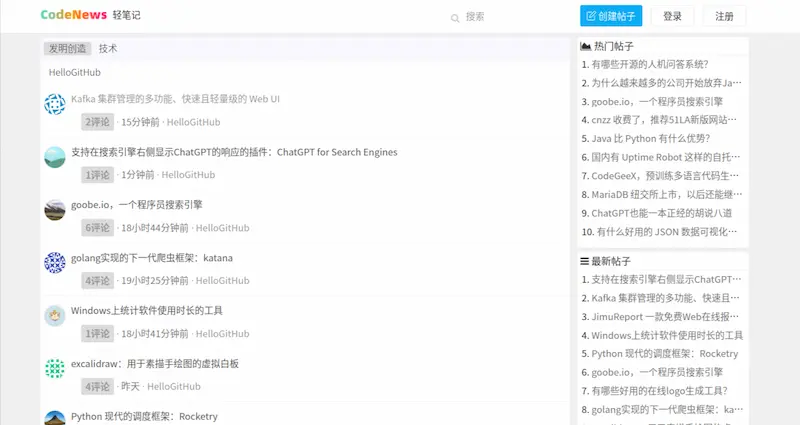 CodeNews 轻笔记
搜索
创建帖子
登录
注册
发明创造 技术
HelloGitHub
Kafka 集群管理的多功能、快速且轻量级的 Web UI
2评论 · 15分钟前 · HelloGitHub
支持在搜索引擎右侧显示ChatGPT的响应的插件：ChatGPT for Search Engines
1评论 · 1分钟前 · HelloGitHub
goobe.io，一个程序员搜索引擎
6评论 · 18小时44分钟前 · HelloGitHub
golang实现的下一代爬虫框架：katana
4评论 · 19小时25分钟前 · HelloGitHub
Windows上统计软件使用时长的工具
1评论 · 18小时41分钟前 · HelloGitHub
excalidraw：用于素描手绘图的虚拟白板
4评论 · 昨天 · HelloGitHub
Python 现代的调度框架：Rocketry
热门帖子
1. 有哪些开源的人机问答系统？
2. 为什么越来越多的公司开始放弃Ja…
3. goobe.io，一个程序员搜索引擎
4. cnzz 收费了，推荐51LA新版网站…
5. Java 比 Python 有什么优势？
6. 国内有 Uptime Robot 这样的自托…
7. CodeGeeX，预训练多语言代码生…
8. MariaDB 纽交所上市，以后还能继…
9. ChatGPT也能一本正经的胡说八道
10. 有什么好用的 JSON 数据可视化…
最新帖子
1. 支持在搜索引擎右侧显示ChatGPT…
2. Kafka 集群管理的多功能、快速且…
3. JimuReport 一款免费Web在线报…
4. Windows上统计软件使用时长的工具
5. Python 现代的调度框架：Rocketry
6. goobe.io，一个程序员搜索引擎
7. 有哪些好用的在线logo生成工具？
8. golang实现的下一代爬虫框架：ka…